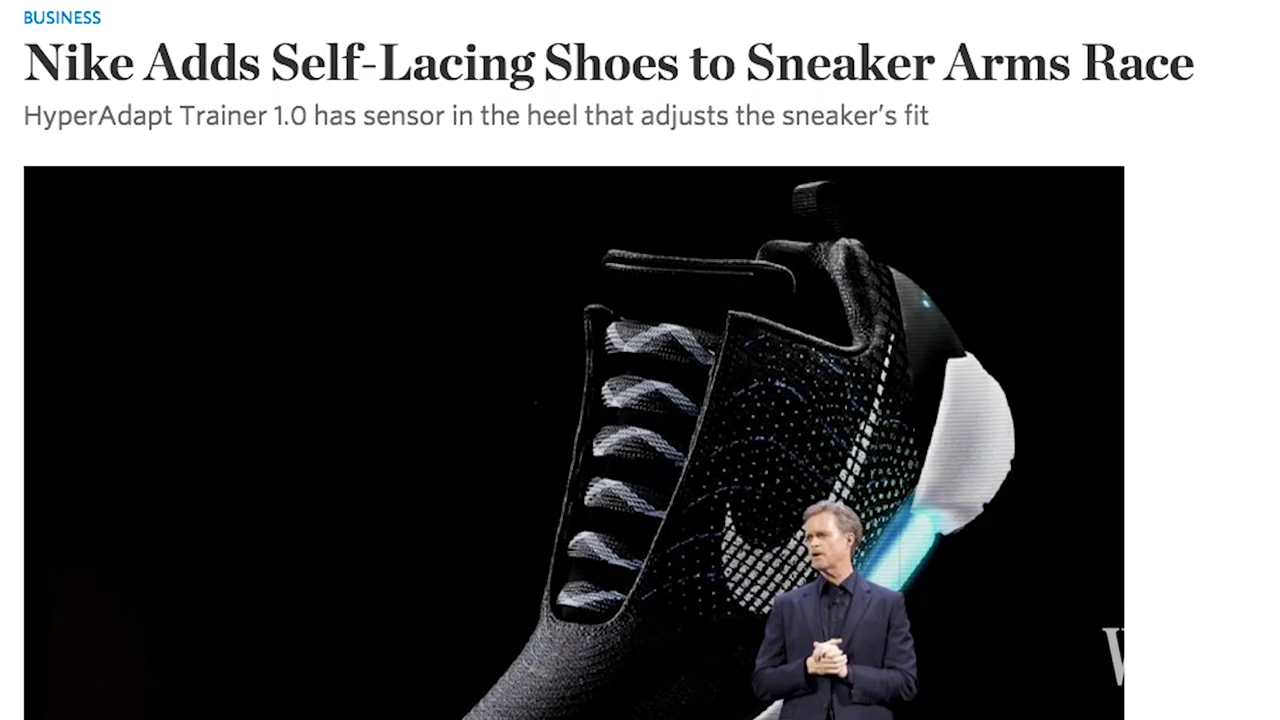 BUSINESS
Nike Adds Self-Lacing Shoes to Sneaker Arms Race
HyperAdapt Trainer 1.0 has sensor in the heel that adjusts the sneaker’s fit
W